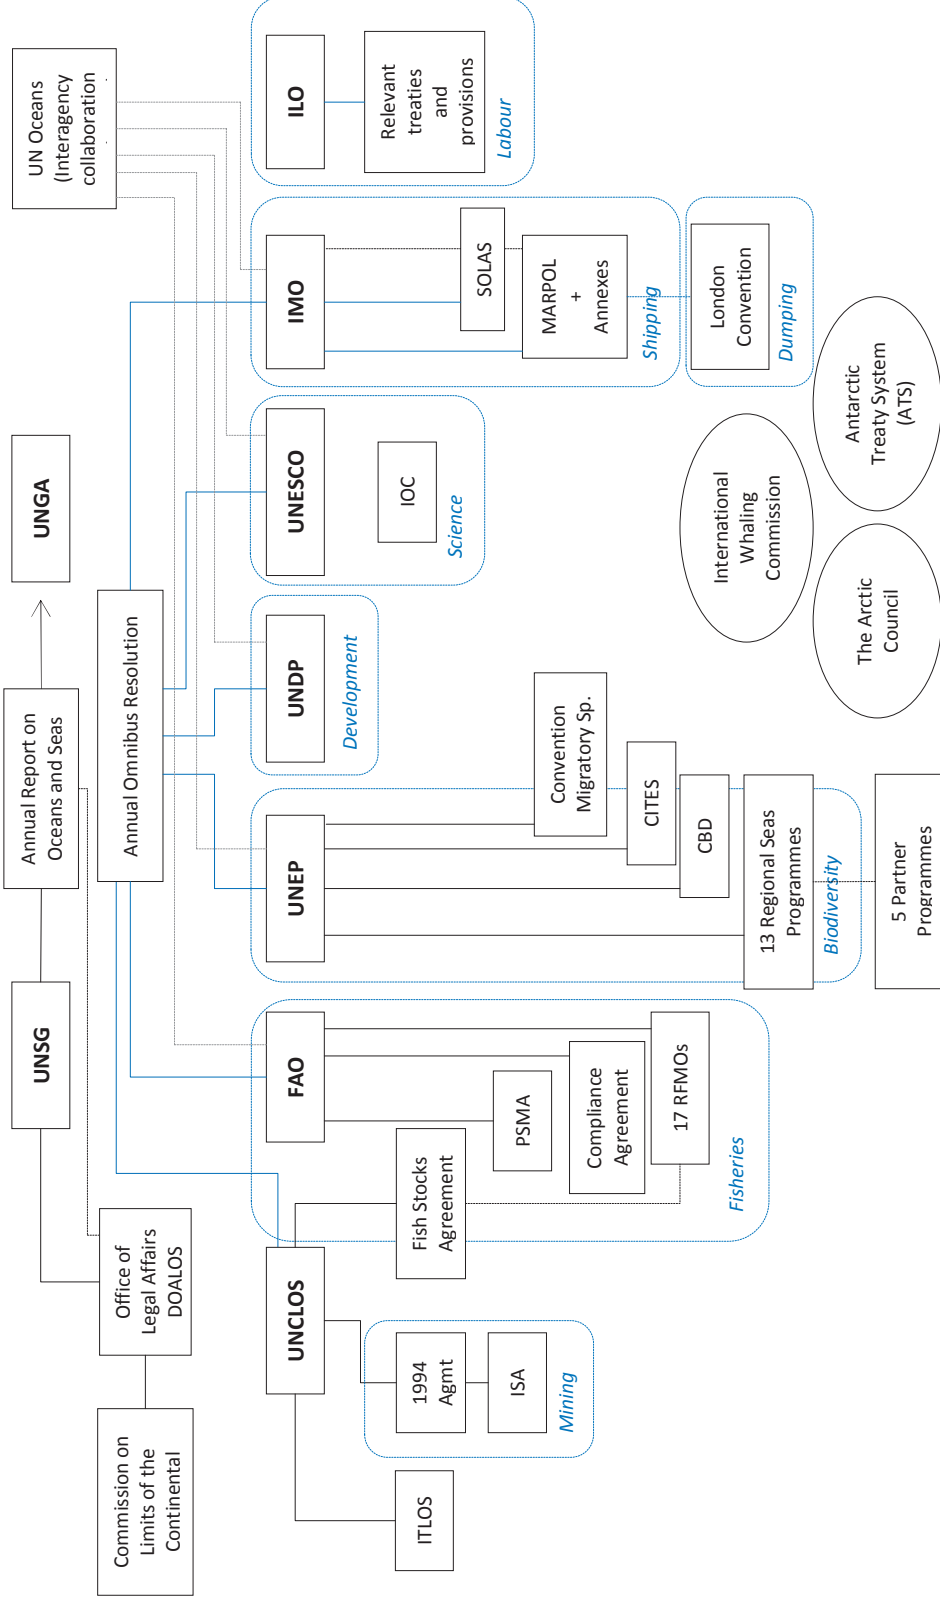 UNSG
Annual Report on
Oceans and Seas
UNGA
UN Oceans
(Interagency
collaboration
Commission on
Limits of the
Continental
Office of
Legal Affairs
DOALOS
Annual Omnibus Resolution
UNCLOS
FAO
UNEP
UNDP
UNESCO
IMO
ILO
ITLOS
1994
Agmt
ISA
Mining
Fish Stocks
Agreement
PSMA
Compliance
Agreement
17 RFMOs
Fisheries
Convention
Migratory Sp.
CITES
CBD
13 Regional Seas
Programmes
Biodiversity
5 Partner
Programmes
Development
IOC
Science
SOLAS
MARPOL
+
Annexes
Shipping
London
Convention
Dumping
Relevant
treaties
and
provisions
Labour
International
Whaling
Commission
The Arctic
Council
Antarctic
Treaty System
(ATS)